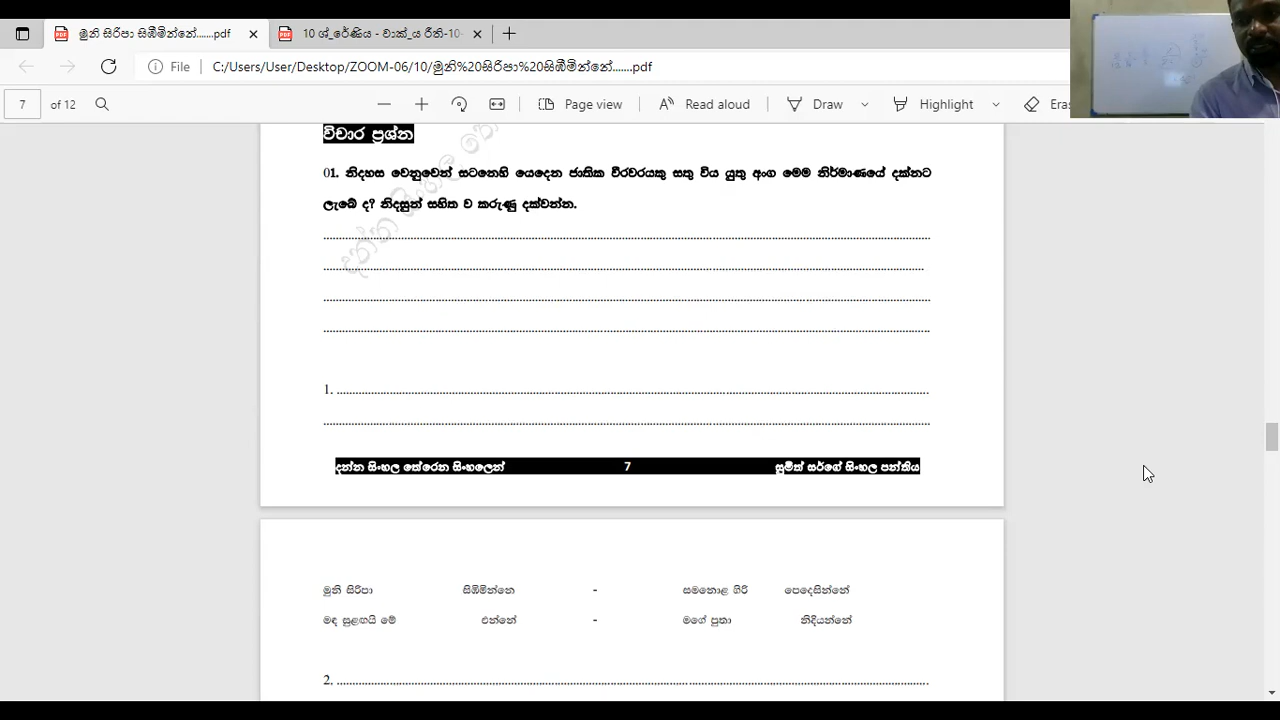 මුනි සිරිපා සිඹිමින්නේ.......pdf
10 ශ්‍රේණිය - වාක්‍ය රීති-10-
File C:/Users/User/Desktop/ZOOM-06/10/මුනි%20සිරිපා%20සිඹිමින්නේ.......pdf
7 of 12 Page view Read aloud Draw Highlight Eras
විචාර ප්‍රශ්න
01. නිදහස වෙනුවෙන් සටනෙහි යෙදෙන ජාතික වීරවරයකු සතු විය යුතු අංග මෙම නිර්මාණයේ දක්නට
ලැබේ ද? නිදසුන් සහිත ව කරුණු දක්වන්න.
1.
දන්න සිංහල තේරෙන සිංහලෙන් 7 සුමිත් සර්ගේ සිංහල පන්තිය
මුනි සිරිපා සිඹිමින්නෙ - සමනොළ ගිරි පෙදෙසින්නේ
මඳ සුළඟයි මේ එන්නේ - මගේ පුතා නිදියන්නේ
2.